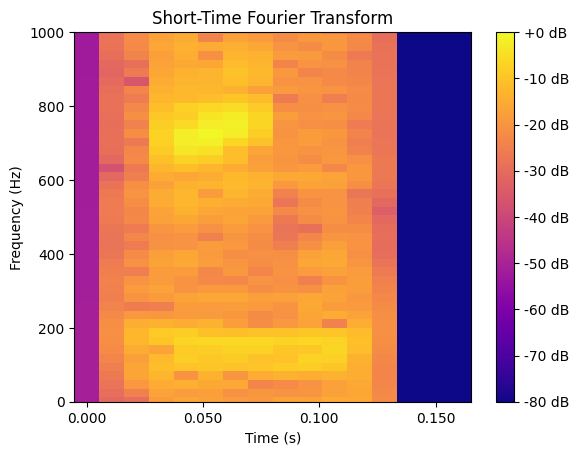 Short-Time Fourier Transform
1000
800
600
400
200
0
Frequency (Hz)
0.000
0.050
0.100
0.150
Time (s)
+0 dB
-10 dB
-20 dB
-30 dB
-40 dB
-50 dB
-60 dB
-70 dB
-80 dB